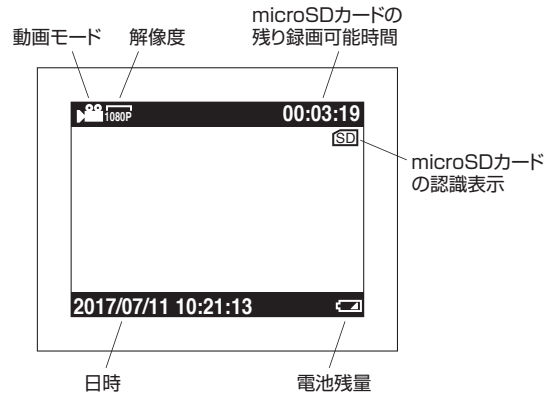 microSDカードの
残り録画可能時間
動画モード
解像度
1080P
00:03:19
SD
microSDカード
の認識表示
2017/07/11 10:21:13
日時
電池残量